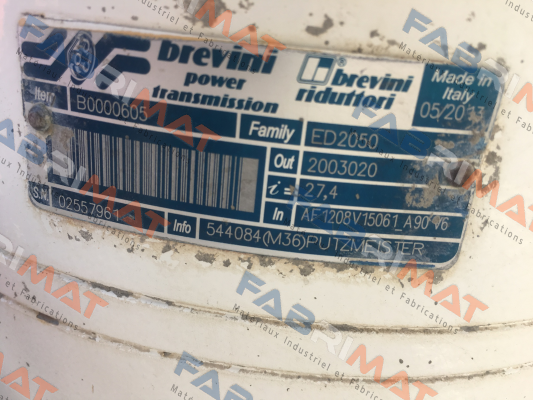 brevini
power
transmission
brevini
riduttori
Made in
Italy
05/2013
Item B0000605
Family ED2050
Out 2003020
i = 27,4
In AF1208V15061_A90 V6
S.N. 02557961
Info 544084(M36)PUTZMEISTER
FABRIMAT
Matériaux Industriel et Fabrications